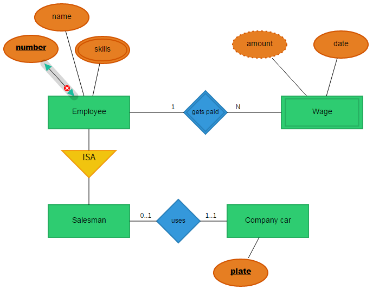 name
number
skills
amount
date
Employee
1
gets paid
N
Wage
ISA
Salesman
0..1
uses
1..1
Company car
plate